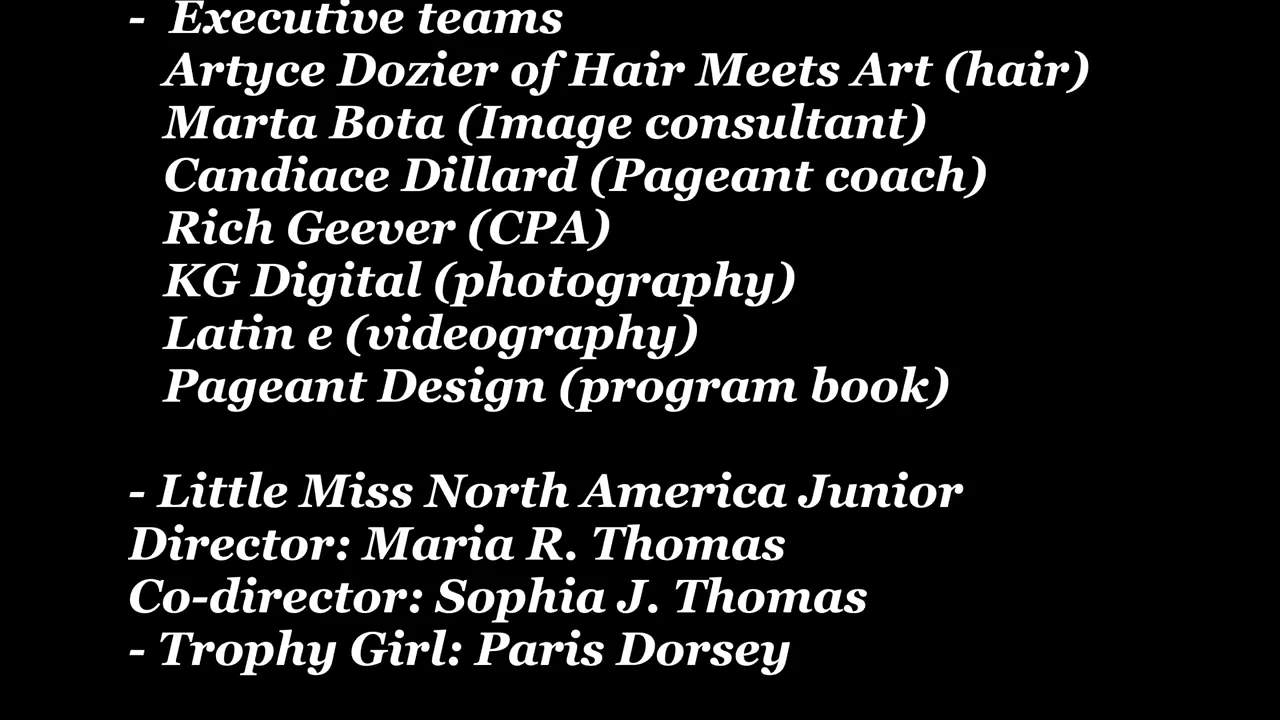 - Executive teams
Artyce Dozier of Hair Meets Art (hair)
Marta Bota (Image consultant)
Candiace Dillard (Pageant coach)
Rich Geever (CPA)
KG Digital (photography)
Latin e (videography)
Pageant Design (program book)
- Little Miss North America Junior
Director: Maria R. Thomas
Co-director: Sophia J. Thomas
- Trophy Girl: Paris Dorsey